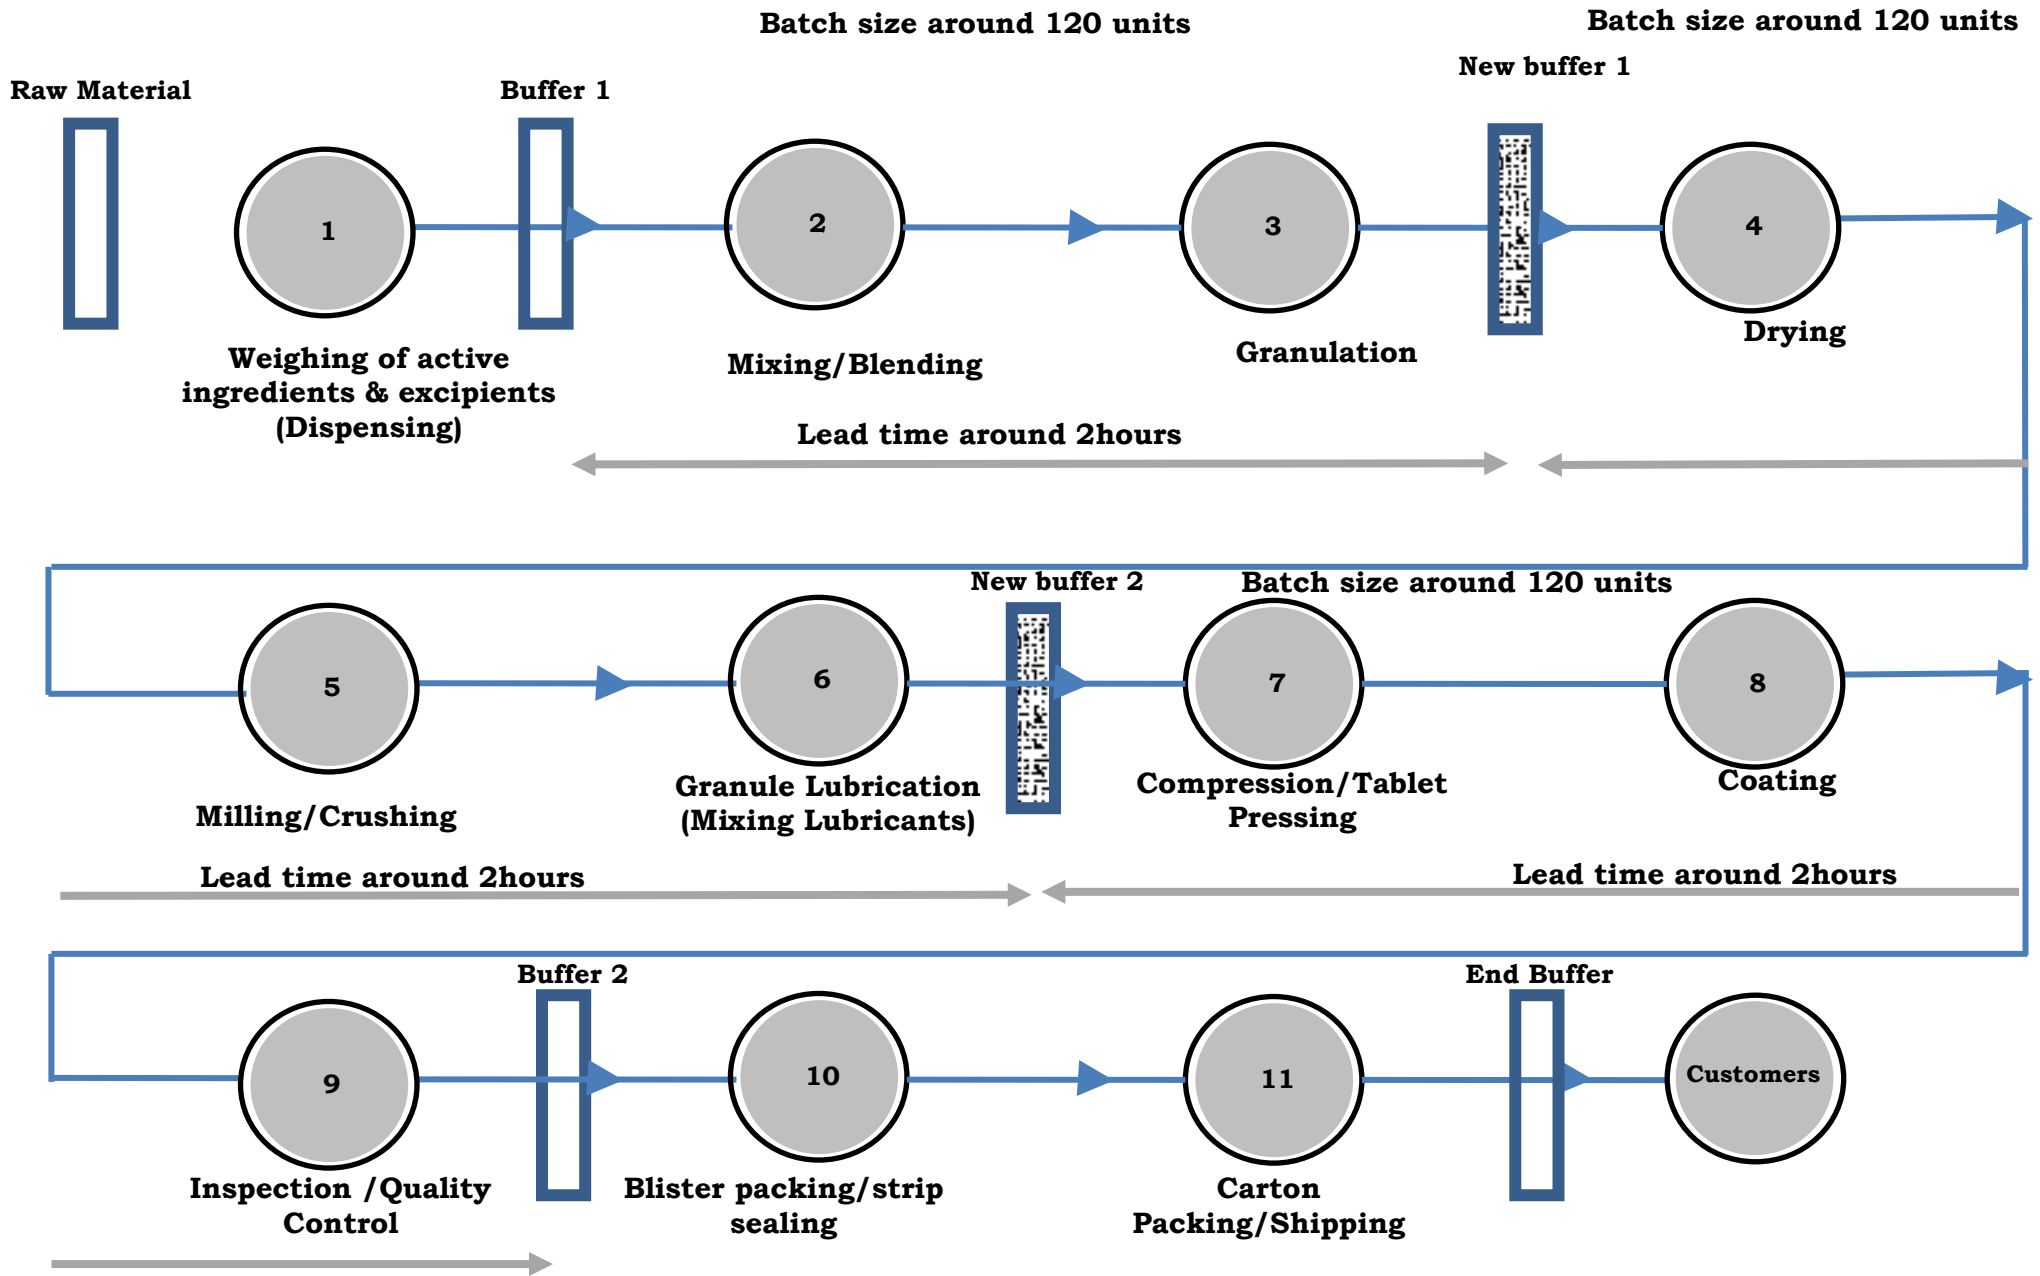 Batch size around 120 units
Batch size around 120 units
New buffer 1
Raw Material
Buffer 1
1
2
3
4
Weighing of active
ingredients & excipients
(Dispensing)
Mixing/Blending
Granulation
Drying
Lead time around 2hours
New buffer 2
Batch size around 120 units
5
6
7
8
Milling/Crushing
Granule Lubrication
(Mixing Lubricants)
Compression/Tablet
Pressing
Coating
Lead time around 2hours
Lead time around 2hours
Buffer 2
End Buffer
9
10
11
Customers
Inspection /Quality
Control
Blister packing/strip
sealing
Carton
Packing/Shipping